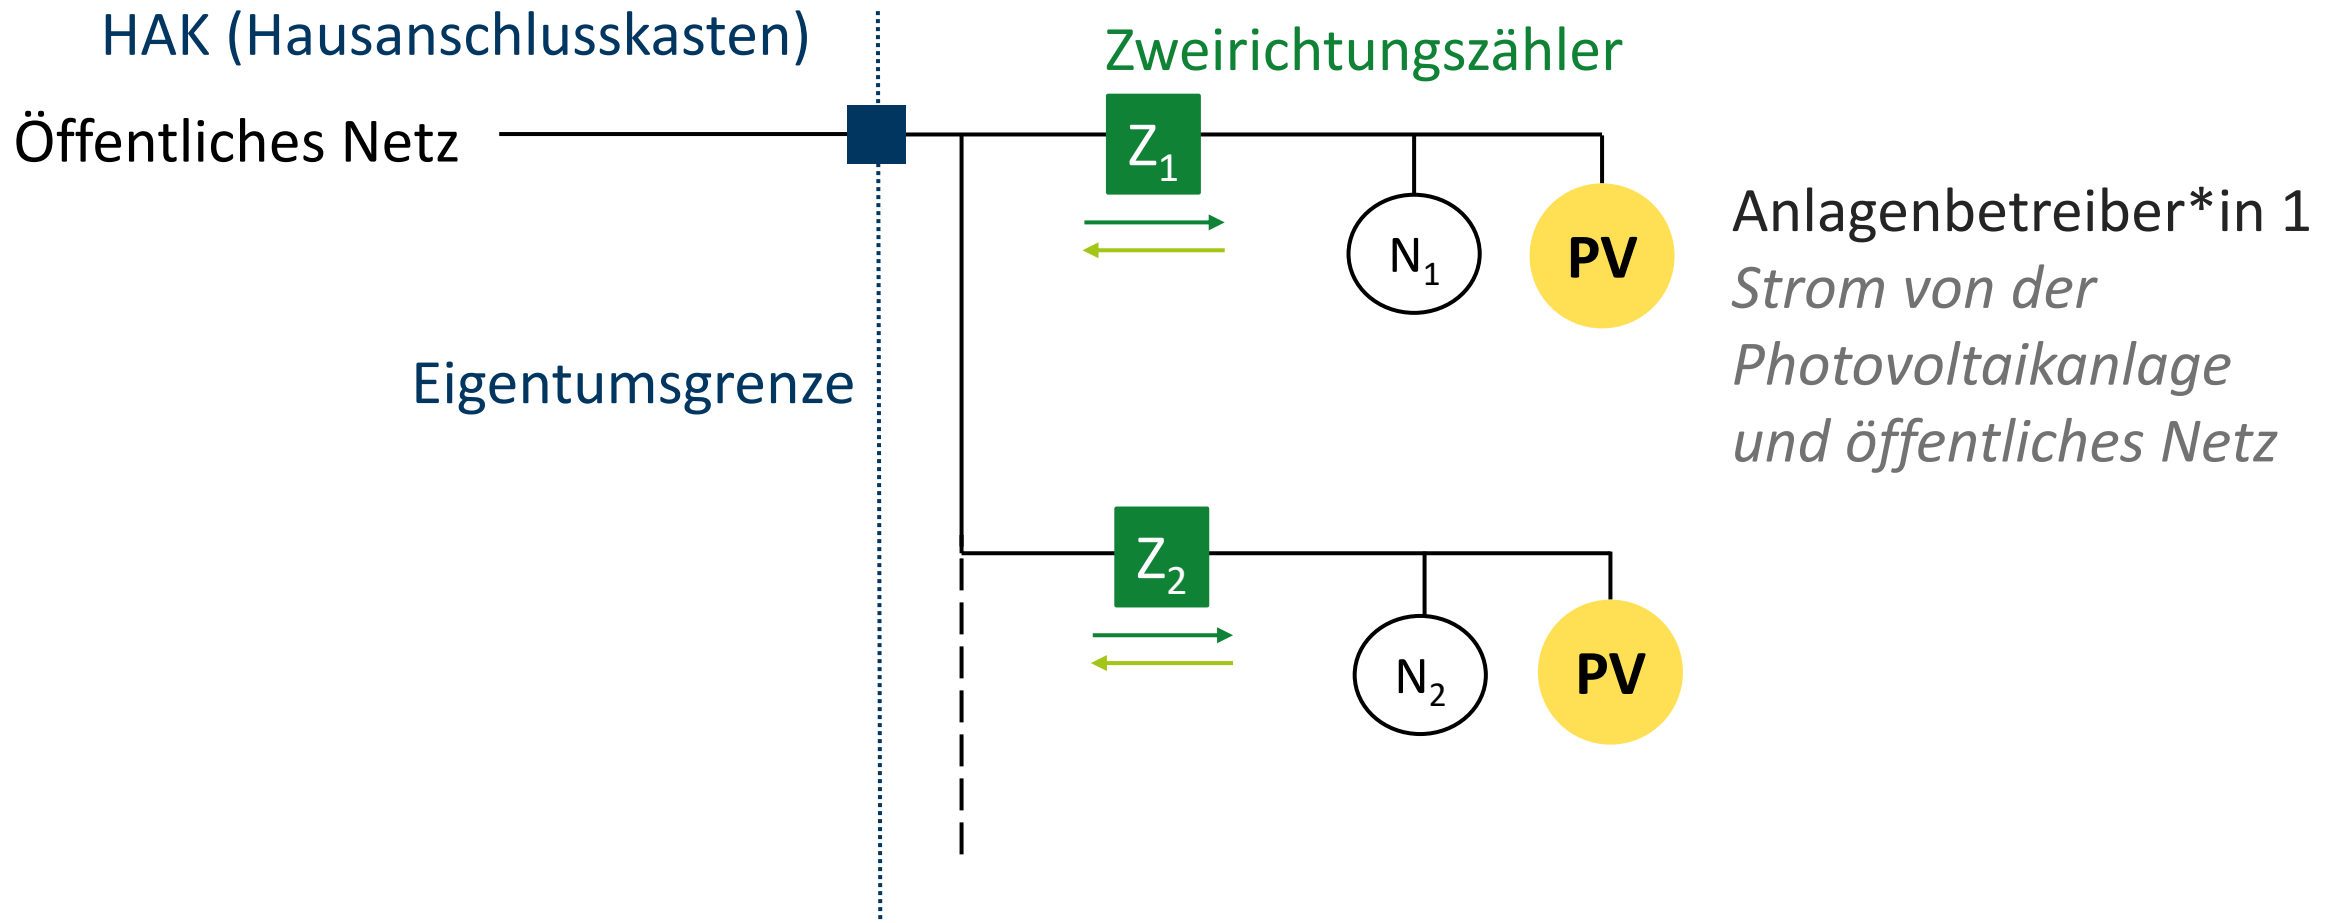 HAK (Hausanschlusskasten)
Zweirichtungszähler
Öffentliches Netz
Z1
N1
PV
Anlagenbetreiber*in 1
Strom von der
Photovoltaikanlage
und öffentliches Netz
Eigentumsgrenze
Z2
N2
PV